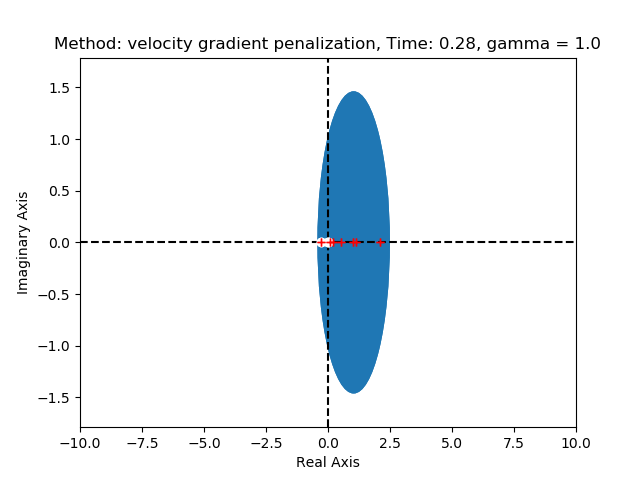 Method: velocity gradient penalization, Time: 0.28, gamma = 1.0
1.5
1.0
0.5
0.0
−0.5
−1.0
−1.5
Imaginary Axis
−10.0 −7.5 −5.0 −2.5 0.0 2.5 5.0 7.5 10.0
Real Axis